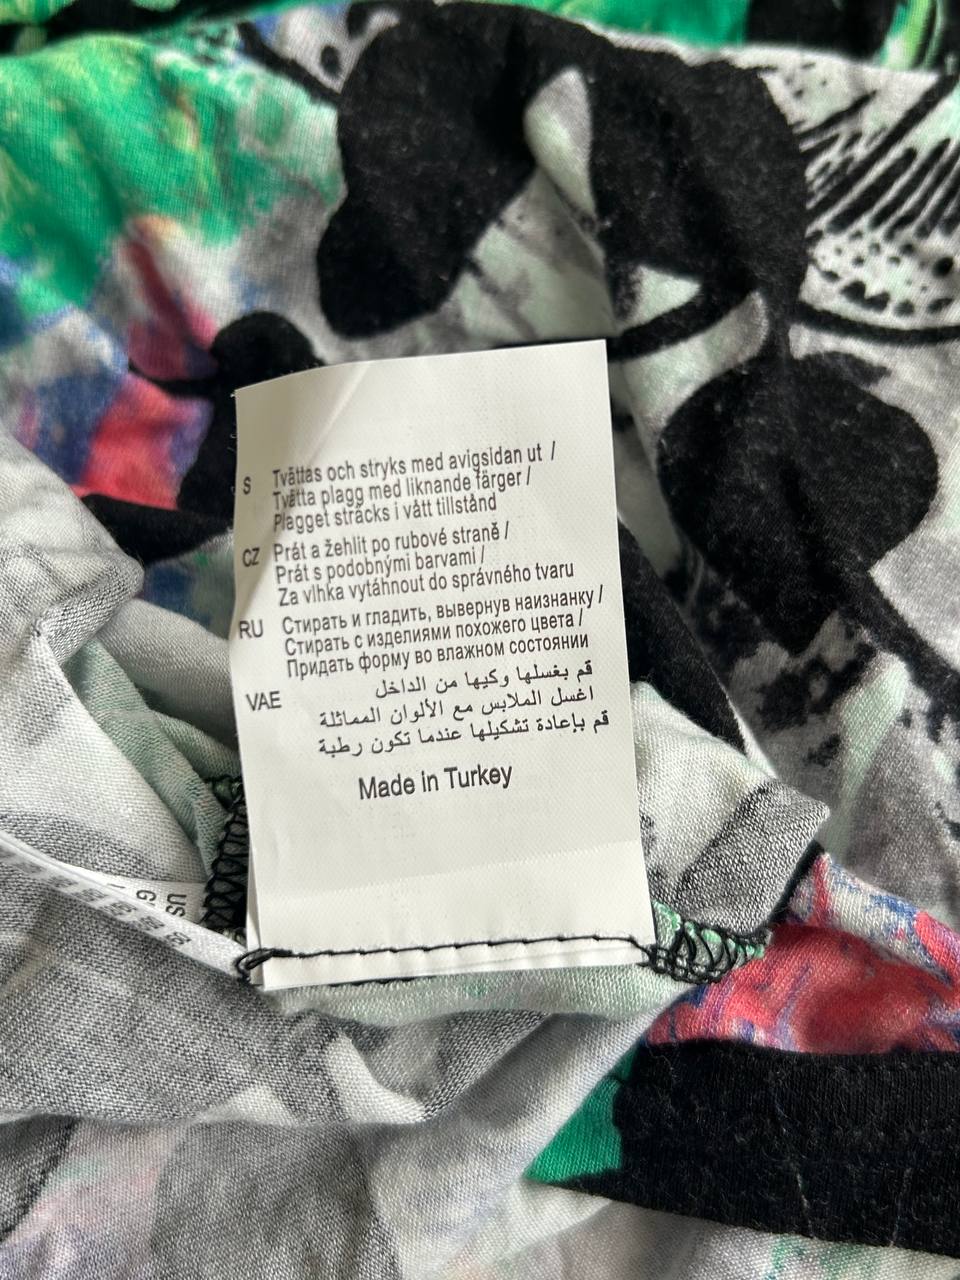 S Tvättas och stryks med avigsidan ut /
Tvätta plagg med liknande färger /
Plagget sträcks i vått tillstånd
CZ Prát a žehlit po rubové straně /
Prát s podobnými barvami /
Za vlhka vytáhnout do správného tvaru
RU Стирать и гладить, вывернув наизнанку /
Стирать с изделиями похожего цвета /
Придать форму во влажном состоянии
VAE قم بغسلها وكيها من الداخل
اغسل الملابس مع الألوان المماثلة
قم بإعادة تشكيلها عندما تكون رطبة
Made in Turkey
US